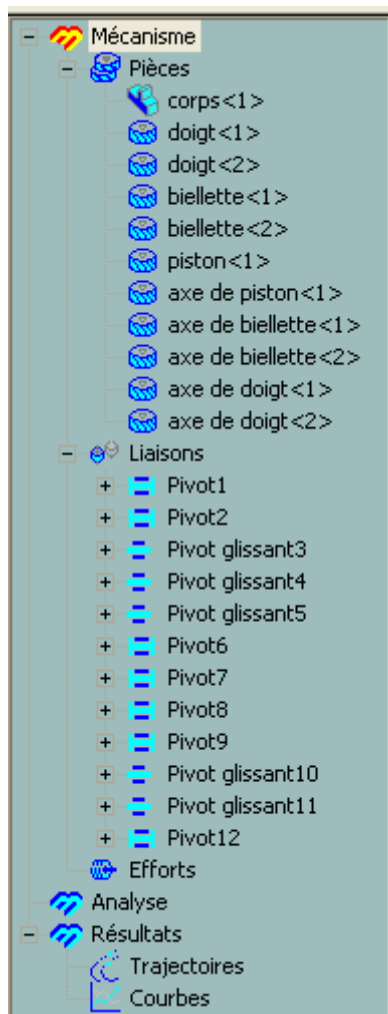 Mécanisme
Pièces
corps<1>
doigt<1>
doigt<2>
biellette<1>
biellette<2>
piston<1>
axe de piston<1>
axe de biellette<1>
axe de biellette<2>
axe de doigt<1>
axe de doigt<2>
Liaisons
Pivot1
Pivot2
Pivot glissant3
Pivot glissant4
Pivot glissant5
Pivot6
Pivot7
Pivot8
Pivot9
Pivot glissant10
Pivot glissant11
Pivot12
Efforts
Analyse
Résultats
Trajectoires
Courbes